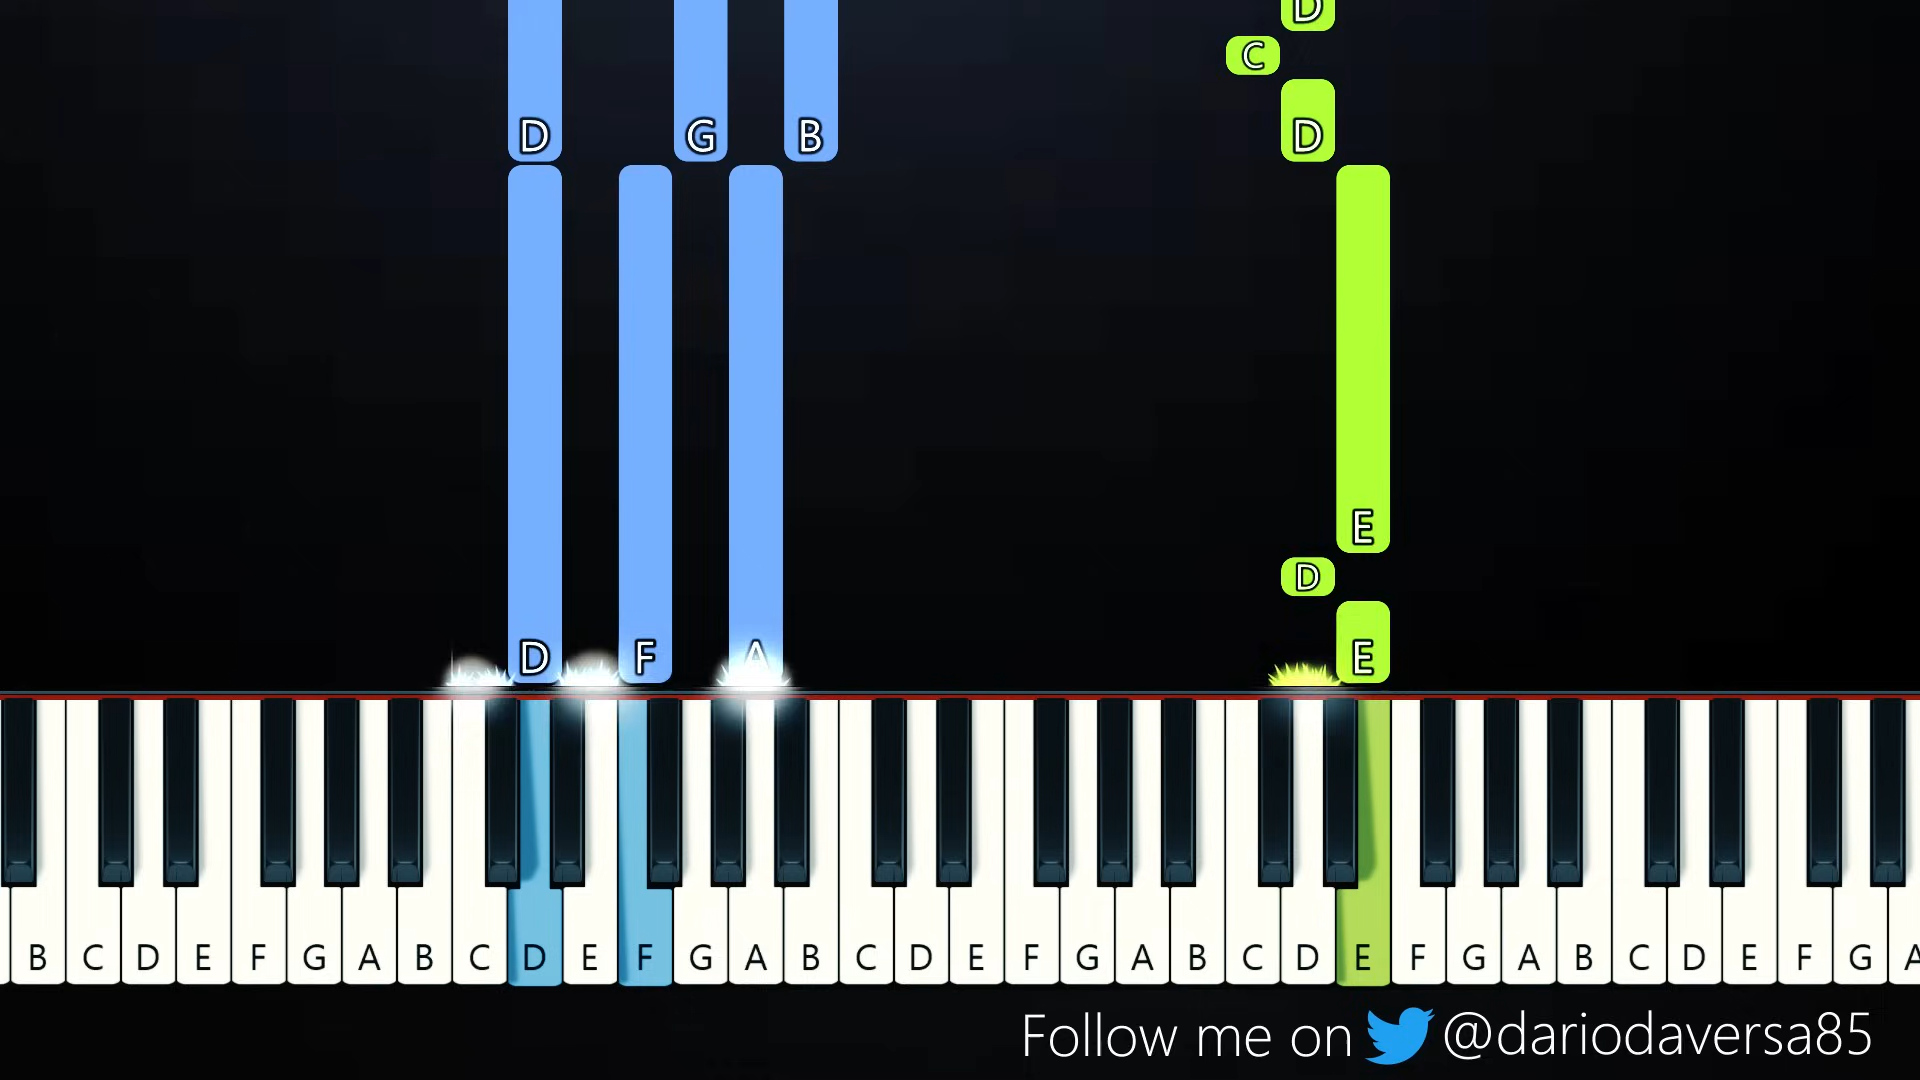 D
C
D G B D
E
D
D F A E
B C D E F G A B C D E F G A B C D E F G A B C D E F G A B C D E F G A
Follow me on @dariodaversa85